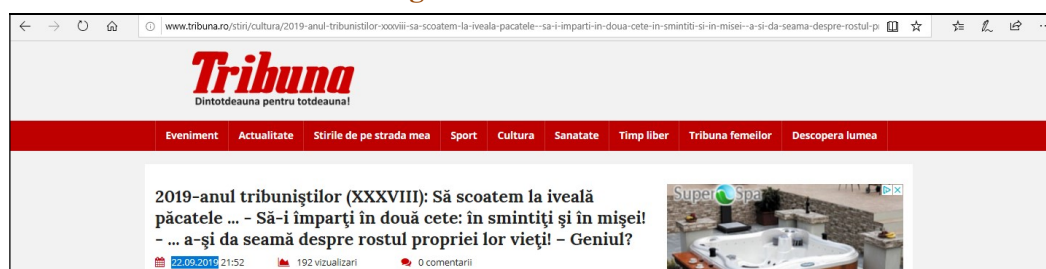 www.tribuna.ro/stiri/cultura/2019-anul-tribunistilor-xxxviii-sa-scoatem-la-iveala-pacatele--sa-i-imparti-in-doua-cete-in-smintiti-si-in-misei--a-si-da-seama-despre-rostul-p
Tribuna
Dintotdeauna pentru totdeauna!
Eveniment Actualitate Stirile de pe strada mea Sport Cultura Sanatate Timp liber Tribuna femeilor Descopera lumea
2019-anul tribuniştilor (XXXVIII): Să scoatem la iveală
păcatele ... - Să-i împarţi în două cete: în smintiţi şi în mişei!
- ... a-şi da seamă despre rostul propriei lor vieţi! – Geniul?
22.09.2019 21:52 192 vizualizari 0 comentarii
Super Spa